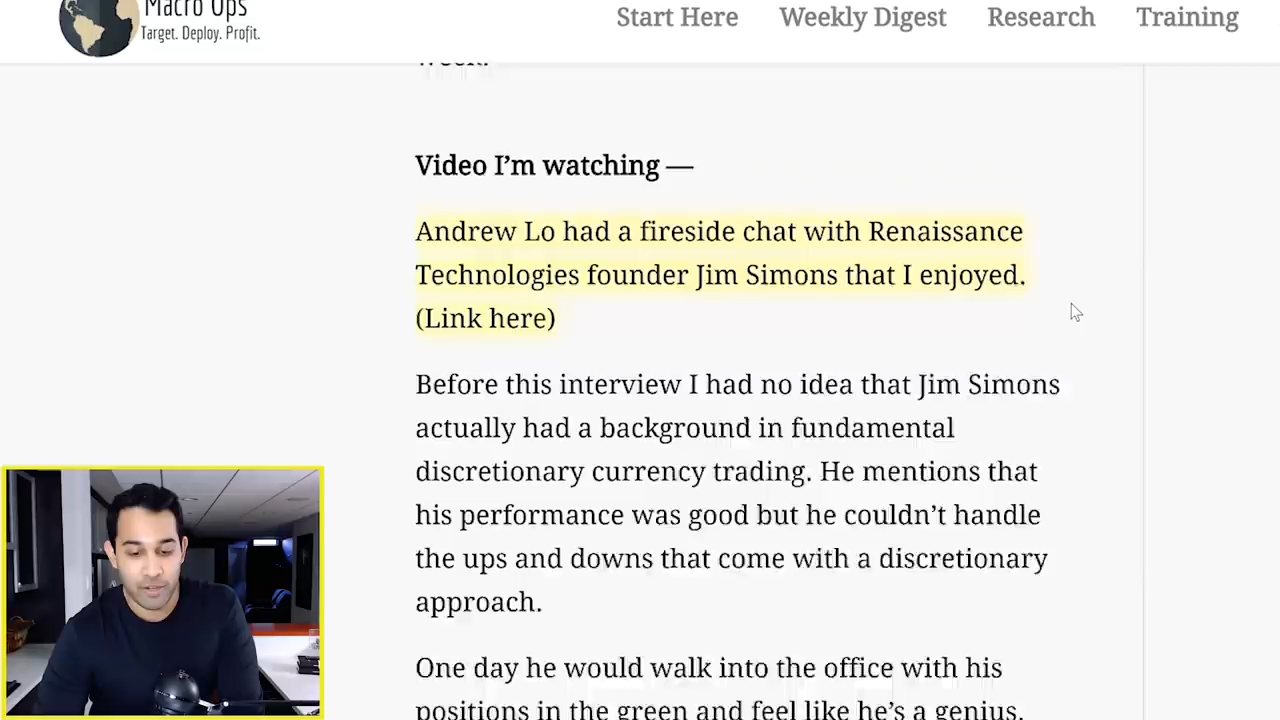 Macro Ops
Target. Deploy. Profit.
Start Here
Weekly Digest
Research
Training
week.
Video I’m watching —
Andrew Lo had a fireside chat with Renaissance
Technologies founder Jim Simons that I enjoyed.
(Link here)
Before this interview I had no idea that Jim Simons
actually had a background in fundamental
discretionary currency trading. He mentions that
his performance was good but he couldn’t handle
the ups and downs that come with a discretionary
approach.
One day he would walk into the office with his
positions in the green and feel like he’s a genius.